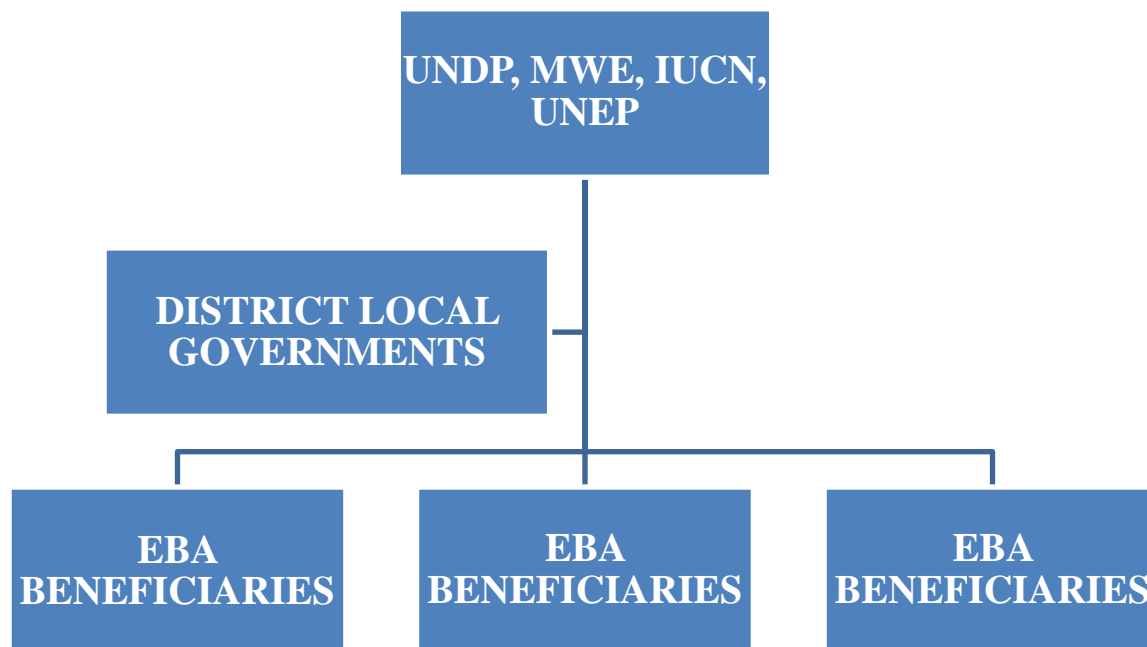 UNDP, MWE, IUCN,
UNEP
DISTRICT LOCAL
GOVERNMENTS
EBA
BENEFICIARIES
EBA
BENEFICIARIES
EBA
BENEFICIARIES